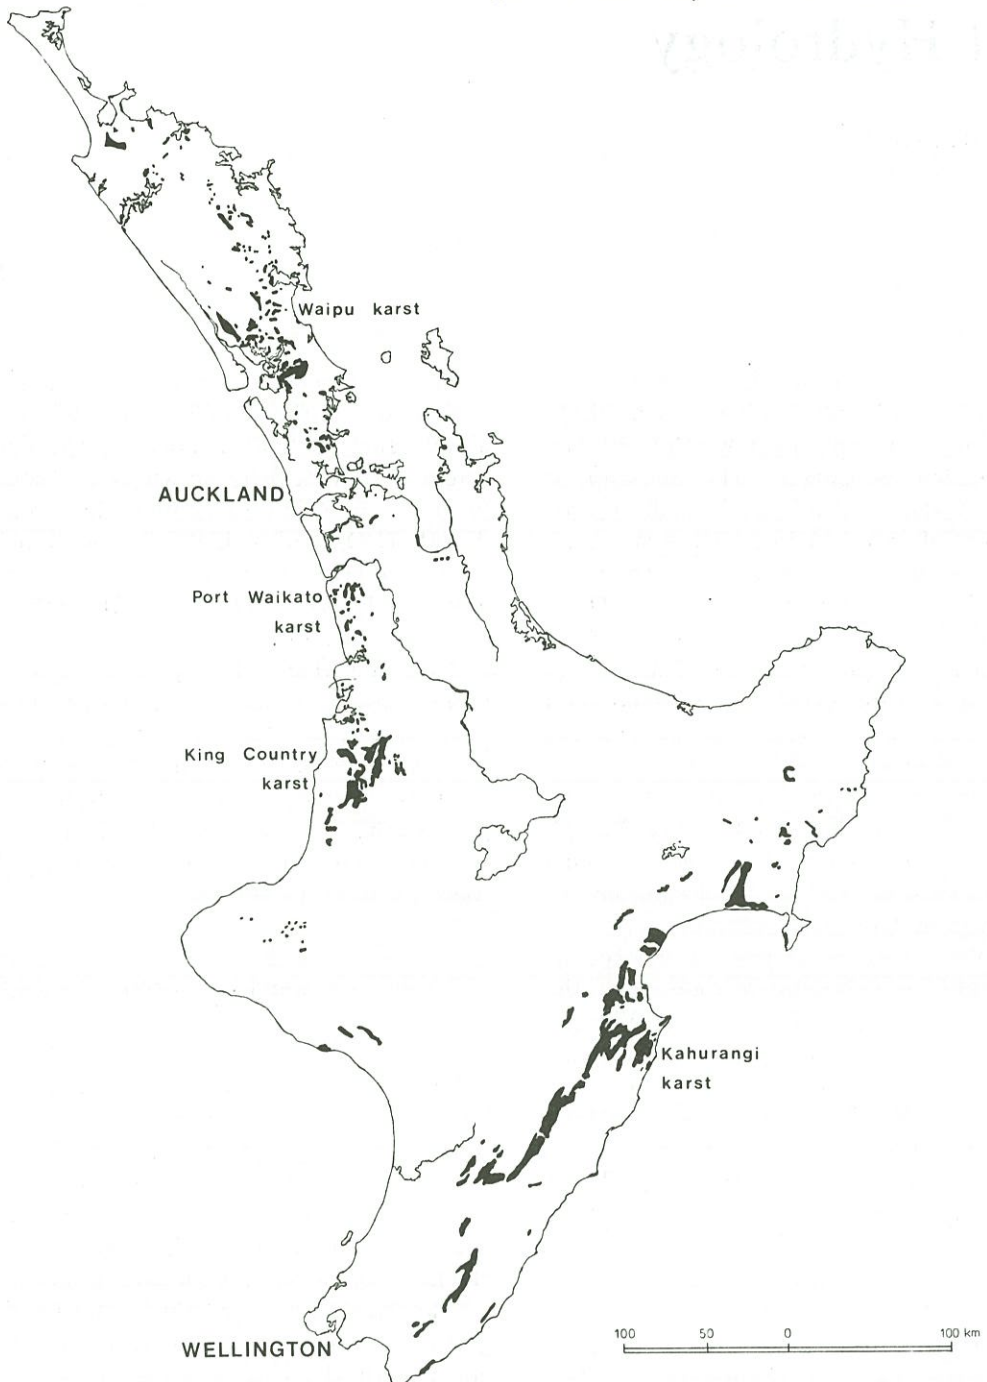 Waipu karst
AUCKLAND
Port Waikato
karst
King Country
karst
Kahurangi
karst
WELLINGTON
100 50 0 100 km